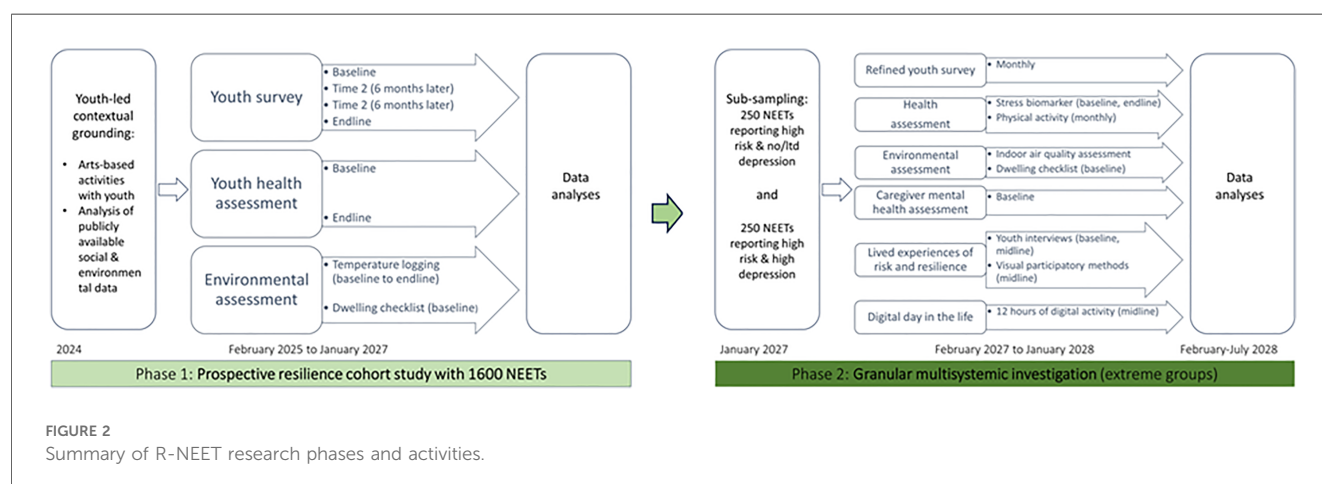 Youth-led
contextual
grounding:
• Arts-based
activities
with youth
• Analysis of
publicly
available
social &
environmen
tal data
Youth survey
• Baseline
• Time 2 (6 months later)
• Time 2 (6 months later)
• Endline
Youth health
assessment
• Baseline
• Endline
Environmental
assessment
• Temperature logging
(baseline to endline)
• Dwelling checklist (baseline)
Data
analyses
2024
February 2025 to January 2027
Phase 1: Prospective resilience cohort study with 1600 NEETs
Sub-sampling:
250 NEETs
reporting high
risk & no/ltd
depression
and
250 NEETs
reporting high
risk & high
depression
Refined youth survey
• Monthly
Health
assessment
• Stress biomarker (baseline, endline)
• Physical activity (monthly)
Environmental
assessment
• Indoor air quality assessment
• Dwelling checklist (baseline)
Caregiver mental
health assessment
• Baseline
Lived experiences of
risk and resilience
• Youth interviews (baseline,
midline)
• Visual participatory methods
(midline)
Digital day in the life
• 12 hours of digital activity (midline)
Data
analyses
January 2027
February 2027 to January 2028
February-July 2028
Phase 2: Granular multisystemic investigation (extreme groups)
FIGURE 2
Summary of R-NEET research phases and activities.